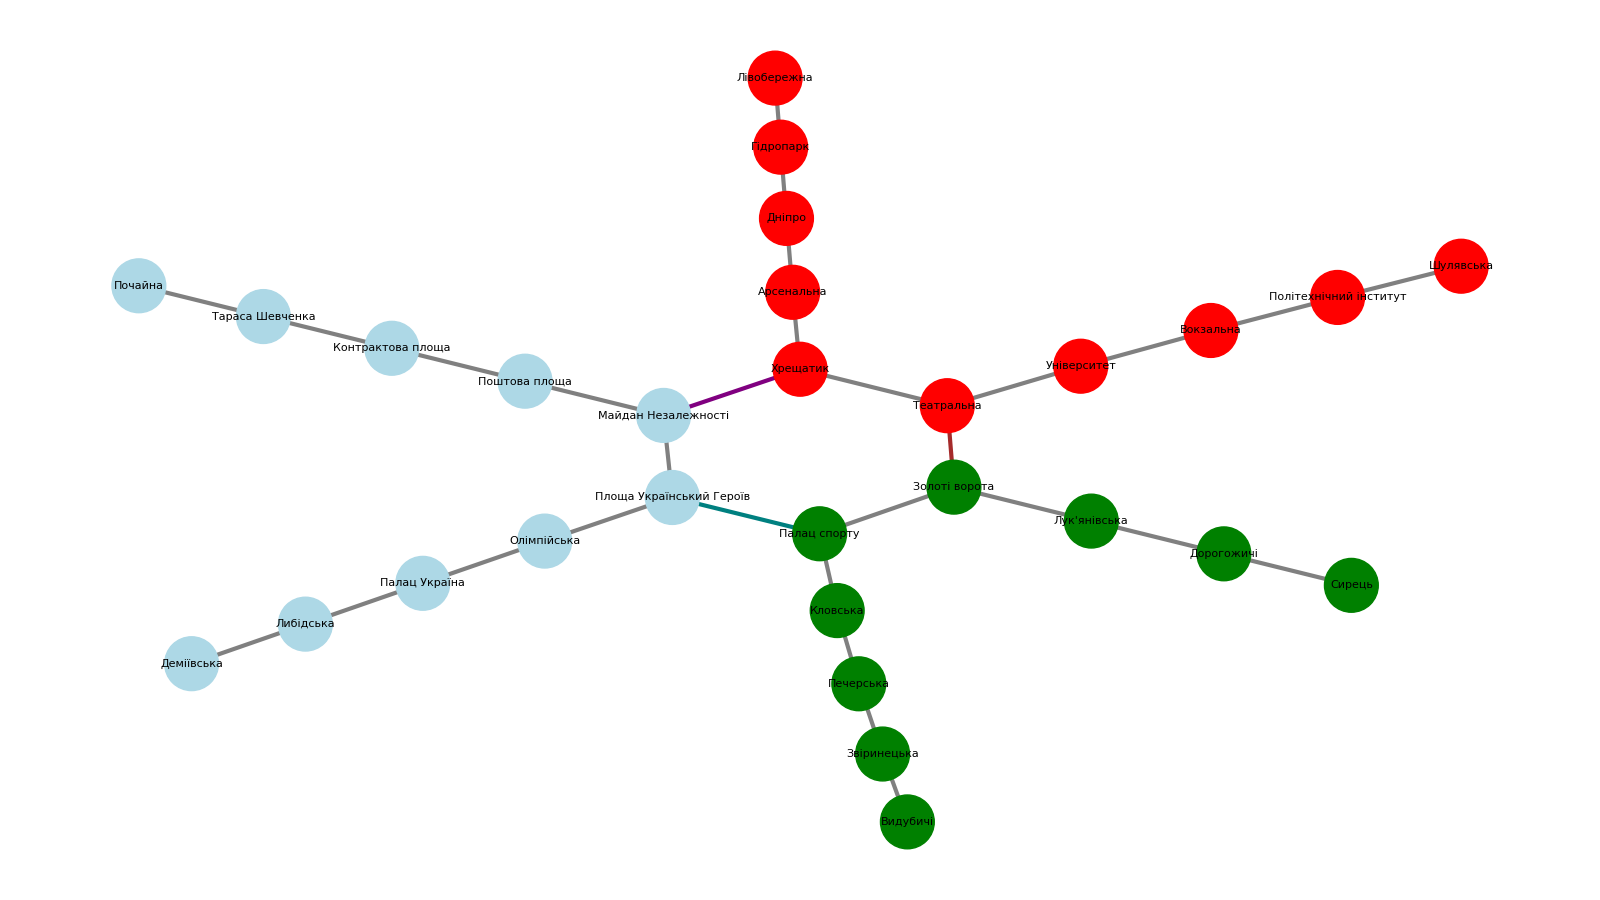 Лівобережна
Гідропарк
Дніпро
Шулявська
Почайна
Арсенальна
Політехнічний Інститут
Тараса Шевченка
Вокзальна
Контрактова площа
Університет
Хрещатик
Поштова площа
Театральна
Майдан Незалежності
Золоті ворота
Площа Український Героїв
Лук'янівська
Палац спорту
Олімпійська
Дорогожичі
Палац Україна
Сирець
Кловська
Либідська
Деміївська
Печерська
Звіринецька
Видубичі